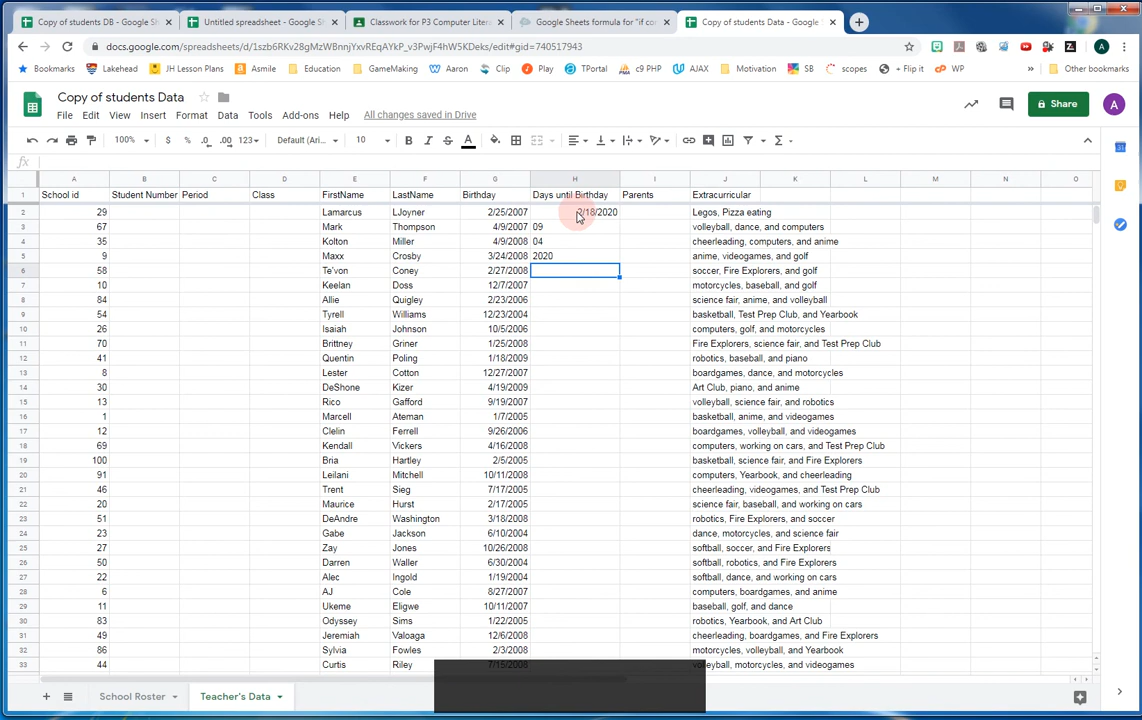 Copy of students DB - Google Sh
Untitled spreadsheet - Google Sh
Classwork for P3 Computer Liter
Google Sheets formula for "if co
Copy of students Data - Google
docs.google.com/spreadsheets/d/1szb6RKv28gMzWBnnjYxvREQAYkP_v3PwjF4hW5KDeks/edit#gid=740517943
Bookmarks Lakehead JH Lesson Plans Asmile Education GameMaking Aaron Clip Play TPortal c9 PHP AJAX Motivation SB scopes + Flip it WP » Other bookmarks
Copy of students Data
File Edit View Insert Format Data Tools Add-ons Help All changes saved in Drive
Share A
100% $ % .0 .00 123 Default (Ari... 10 B I S A
fx
A B C D E F G H I J K L M N O
1 School id Student Number Period Class FirstName LastName Birthday Days until Birthday Parents Extracurricular
2 29 Lamarcus LJoyner 2/25/2007 2/18/2020 Legos, Pizza eating
3 67 Mark Thompson 4/9/2007 09 volleyball, dance, and computers
4 35 Kolton Miller 4/9/2008 04 cheerleading, computers, and anime
5 9 Maxx Crosby 3/24/2008 2020 anime, videogames, and golf
6 58 Te'von Coney 2/27/2008 soccer, Fire Explorers, and golf
7 10 Keelan Doss 12/7/2007 motorcycles, baseball, and golf
8 84 Allie Quigley 2/23/2006 science fair, anime, and volleyball
9 54 Tyrell Williams 12/23/2004 basketball, Test Prep Club, and Yearbook
10 26 Isaiah Johnson 10/5/2006 computers, golf, and motorcycles
11 70 Brittney Griner 1/25/2008 Fire Explorers, science fair, and Test Prep Club
12 41 Quentin Poling 1/18/2009 robotics, baseball, and piano
13 8 Lester Cotton 12/27/2007 boardgames, dance, and motorcycles
14 30 DeShone Kizer 4/19/2009 Art Club, piano, and anime
15 13 Rico Gafford 9/19/2007 volleyball, science fair, and robotics
16 1 Marcell Ateman 1/7/2005 basketball, anime, and videogames
17 12 Clelin Ferrell 9/26/2006 boardgames, volleyball, and videogames
18 69 Kendall Vickers 4/16/2008 computers, working on cars, and Test Prep Club
19 100 Bria Hartley 2/5/2005 basketball, science fair, and Fire Explorers
20 91 Leilani Mitchell 10/11/2008 computers, Yearbook, and cheerleading
21 46 Trent Sieg 7/17/2005 cheerleading, videogames, and Test Prep Club
22 20 Maurice Hurst 2/17/2005 science fair, baseball, and computers
23 51 DeAndre Washington 3/18/2008 robotics, Fire Explorers, and soccer
24 23 Gabe Jackson 6/10/2004 dance, motorcycles, and science fair
25 27 Zay Jones 10/26/2008 softball, soccer, and Fire Explorers
26 50 Darren Waller 6/30/2004 softball, robotics, and Fire Explorers
27 22 Alec Ingold 1/19/2004 softball, dance, and working on cars
28 6 AJ Cole 8/27/2007 computers, boardgames, and anime
29 11 Ukeme Eligwe 10/11/2007 baseball, golf, and dance
30 83 Odyssey Sims 1/22/2005 robotics, Yearbook, and Art Club
31 49 Jeremiah Valoaga 12/6/2008 cheerleading, boardgames, and Fire Explorers
32 86 Sylvia Fowles 2/3/2008 motorcycles, volleyball, and Yearbook
33 44 Curtis Riley 7/15/2008 volleyball, motorcycles, and videogames
School Roster Teacher's Data